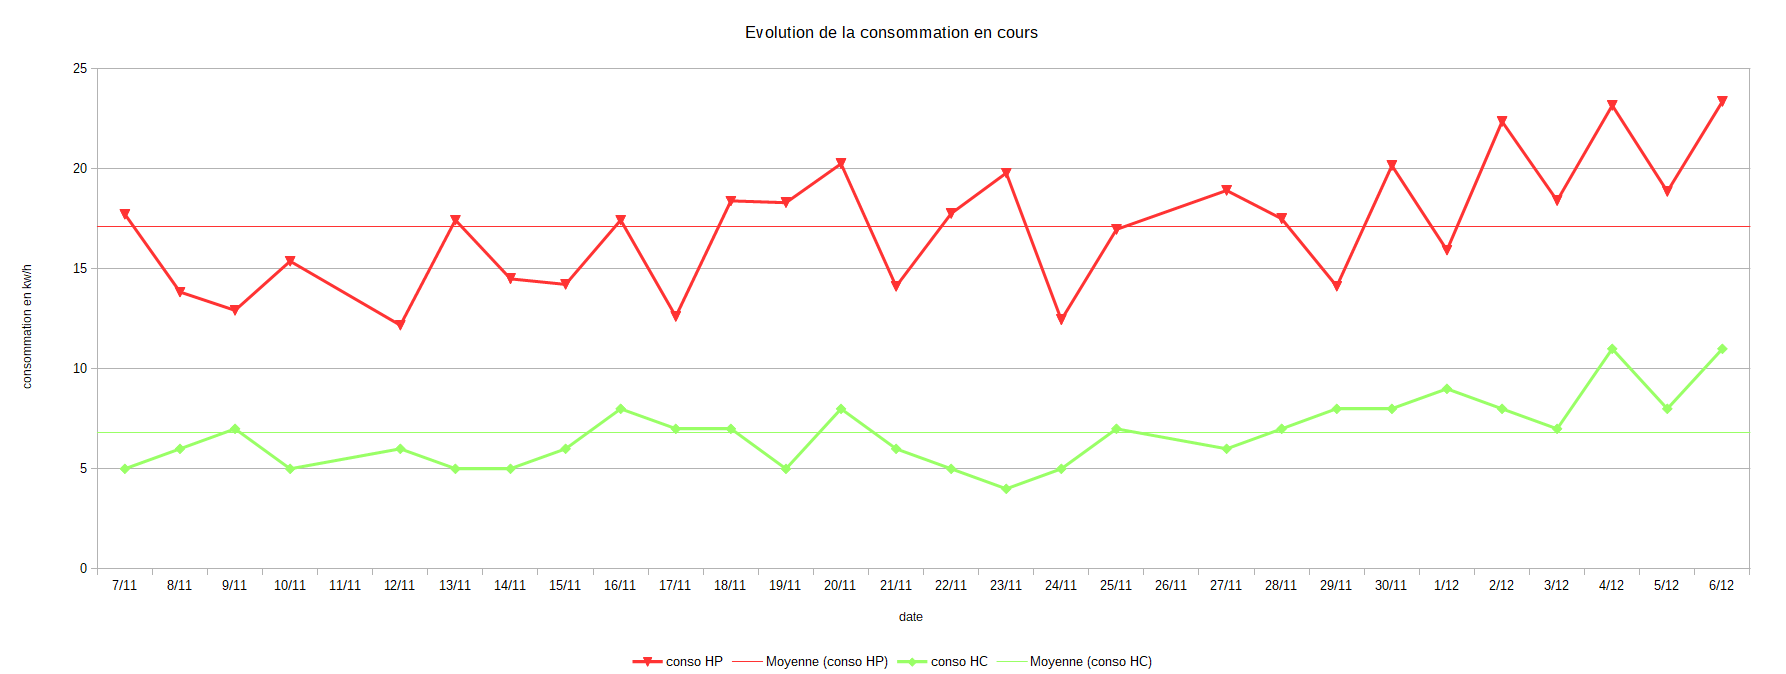 Evolution de la consommation en cours
25
20
15
10
5
0
consommation en kw/h
7/11 8/11 9/11 10/11 11/11 12/11 13/11 14/11 15/11 16/11 17/11 18/11 19/11 20/11 21/11 22/11 23/11 24/11 25/11 26/11 27/11 28/11 29/11 30/11 1/12 2/12 3/12 4/12 5/12 6/12
date
conso HP Moyenne (conso HP) conso HC Moyenne (conso HC)